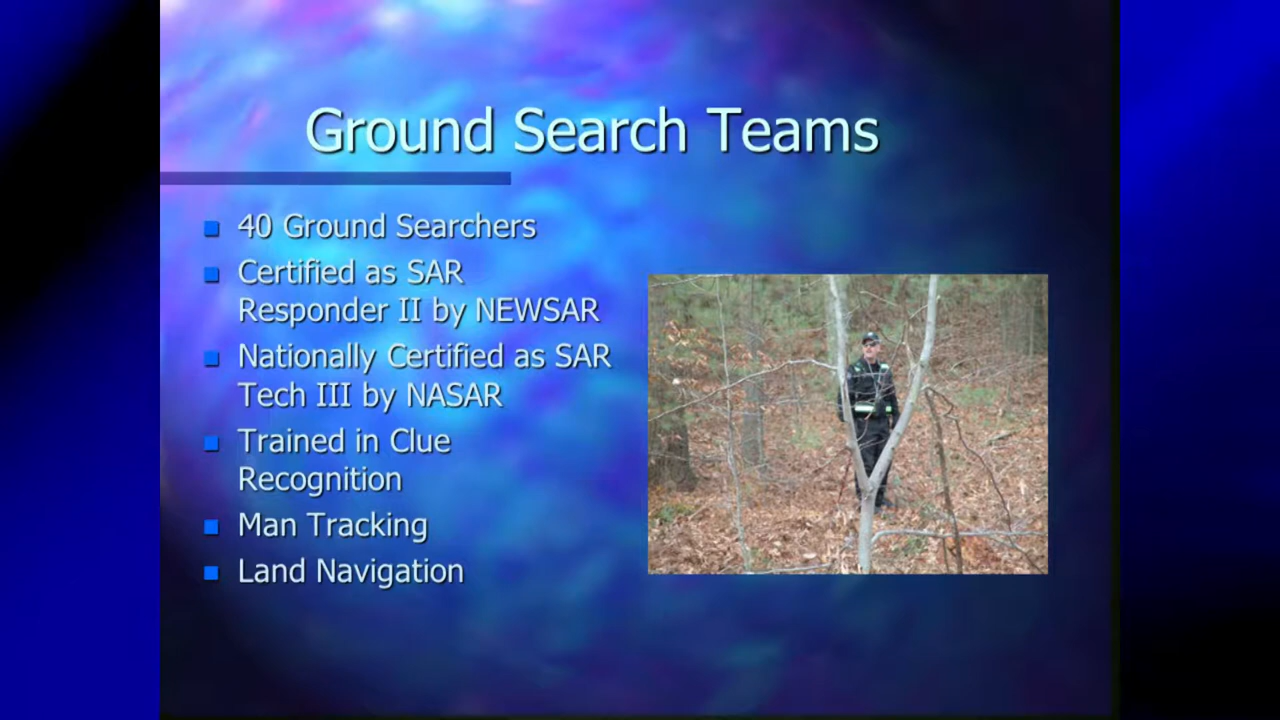 Ground Search Teams
40 Ground Searchers
Certified as SAR
Responder II by NEWSAR
Nationally Certified as SAR
Tech III by NASAR
Trained in Clue
Recognition
Man Tracking
Land Navigation